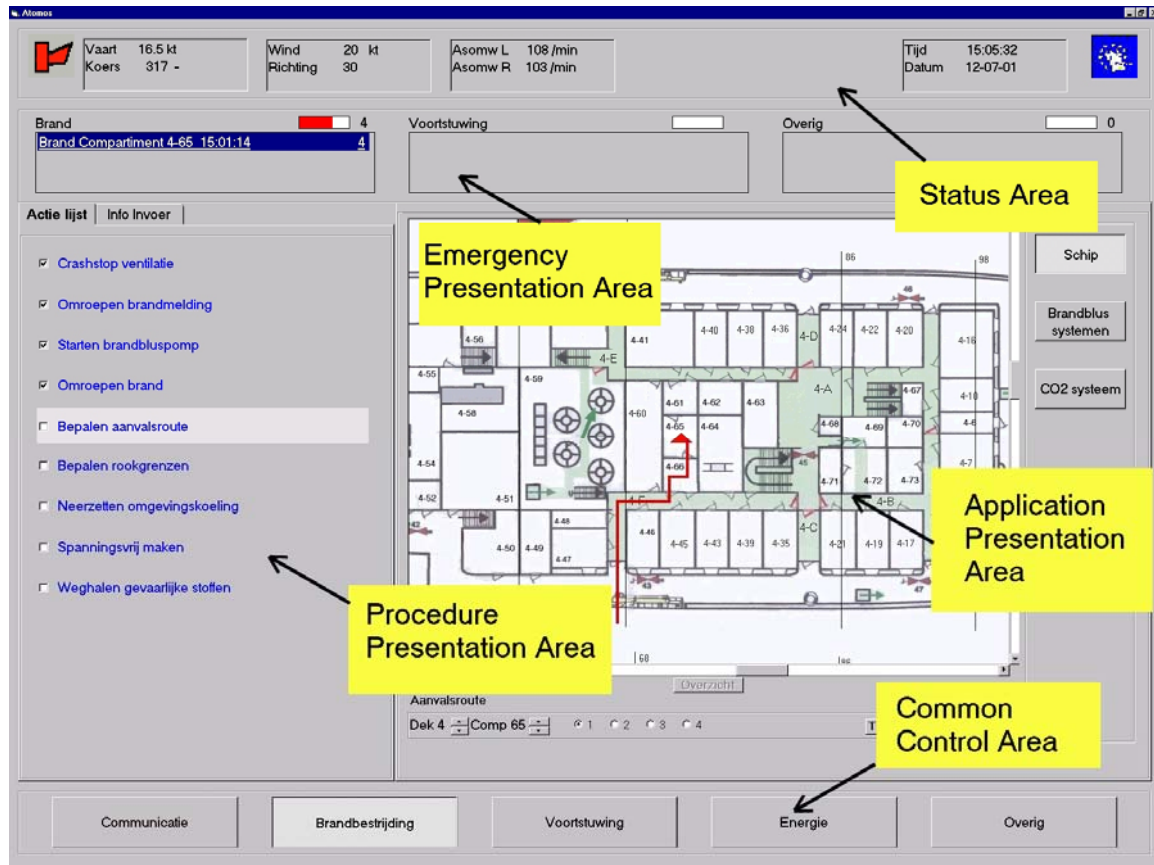 Atomos
Vaart 16.5 kt
Koers 317 -
Wind 20 kt
Richting 30
Asomw L 108 /min
Asomw R 103 /min
Tijd 15:05:32
Datum 12-07-01
Brand 4
Brand Compartiment 4-65 15:01:14 4
Voortstuwing
Overig 0
Status Area
Emergency
Presentation Area
Actie lijst Info Invoer
Crashstop ventilatie
Omroepen brandmelding
Starten brandbluspomp
Omroepen brand
Bepalen aanvalsroute
Bepalen rookgrenzen
Neerzetten omgevingskoeling
Spanningsvrij maken
Weghalen gevaarlijke stoffen
Procedure
Presentation Area
86
98
48
4-56
4-41
4-40
4-38
4-36
4-D
4-24
4-22
4-20
4-16
4-E
4-55
4-59
4-58
4-60
4-61
4-62
4-63
4-A
4-67
4-10
4-65
4-64
4-68
4-69
4-70
4-6
4-54
4-66
45
4-71
4-72
4-73
4-7
4-52
4-51
4-F
4-B
4-48
4-46
4-C
4-50
4-49
4-47
4-45
4-43
4-39
4-35
4-21
4-19
4-17
42
43
47
68
Schip
Brandblus
systemen
CO2 systeem
Application
Presentation
Area
Overzicht
Aanvalsroute
Dek 4 Comp 65 1 2 3 4
T
Common
Control Area
Communicatie
Brandbestrijding
Voortstuwing
Energie
Overig